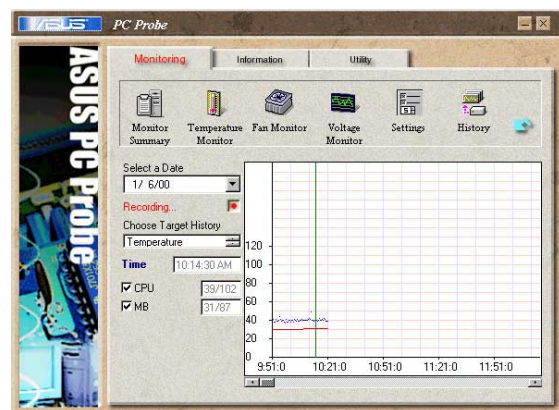 ASUS PC Probe
ASUS PC Probe
Monitoring Information Utility
Monitor Summary
Temperature Monitor
Fan Monitor
Voltage Monitor
Settings
History
Select a Date
1/ 6/00
Recording...
Choose Target History
Temperature
Time 10:14:30 AM
CPU 39/102
MB 31/87
120
100
80
60
40
20
0
9:51:0 10:21:0 10:51:0 11:21:0 11:51:0